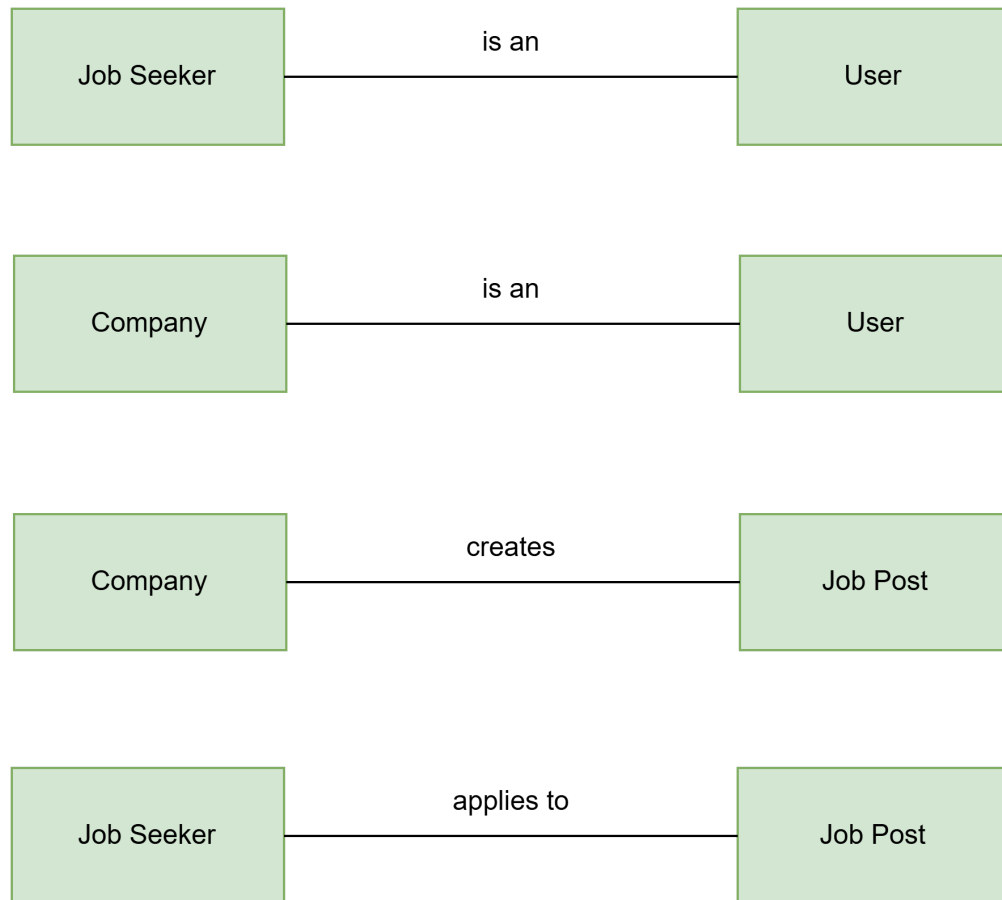 is an
Job Seeker
User
is an
Company
User
creates
Company
Job Post
applies to
Job Seeker
Job Post